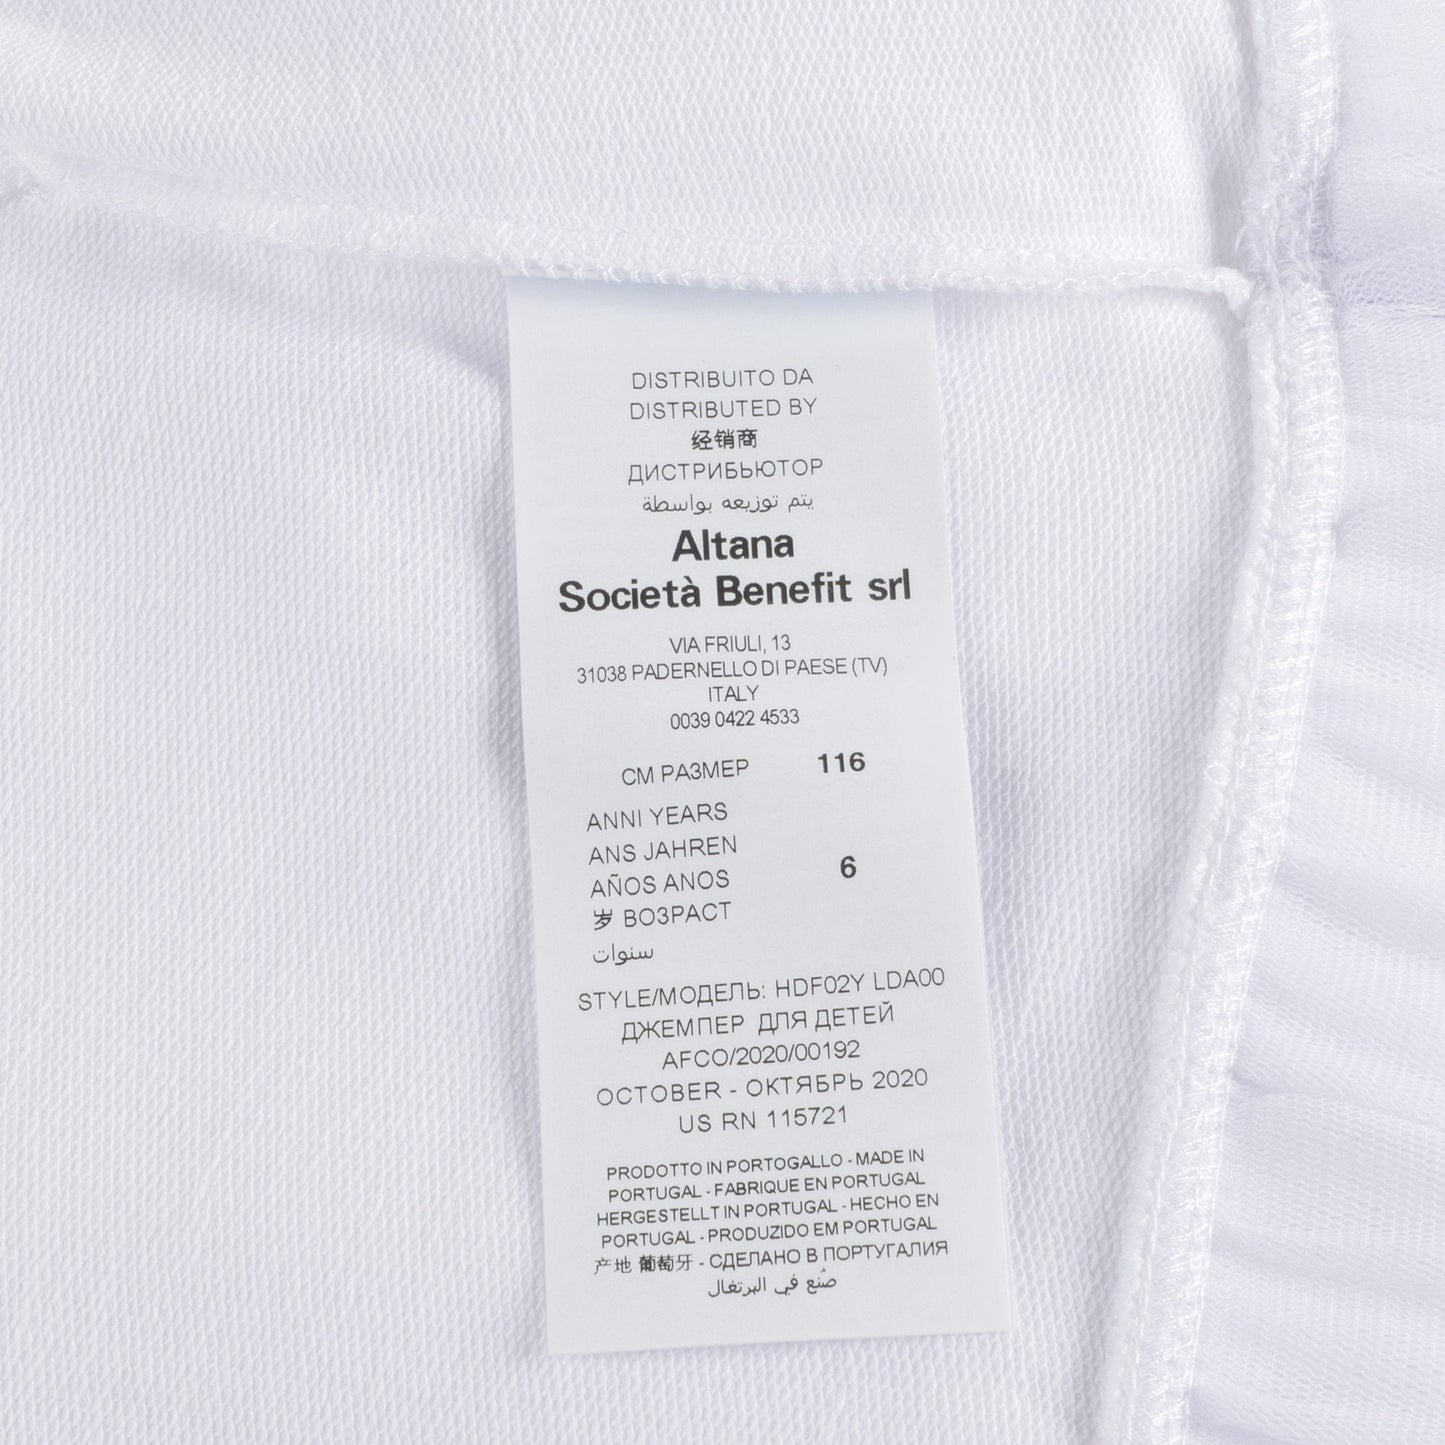 DISTRIBUITO DA
DISTRIBUTED BY
经销商
ДИСТРИБЬЮТОР
يتم توزيعه بواسطة
Altana
Società Benefit srl
VIA FRIULI, 13
31038 PADERNELLO DI PAESE (TV)
ITALY
0039 0422 4533
CM РАЗМЕР 116
ANNI YEARS
ANS JAHREN
AÑOS ANOS 6
岁 ВОЗРАСТ
سنوات
STYLE/МОДЕЛЬ: HDF02Y LDA00
ДЖЕМПЕР ДЛЯ ДЕТЕЙ
AFCO/2020/00192
OCTOBER - ОКТЯБРЬ 2020
US RN 115721
PRODOTTO IN PORTOGALLO - MADE IN
PORTUGAL - FABRIQUE EN PORTUGAL
HERGESTELLT IN PORTUGAL - HECHO EN
PORTUGAL - PRODUZIDO EM PORTUGAL
产地 葡萄牙 - СДЕЛАНО В ПОРТУГАЛИЯ
صُنع في البرتغال